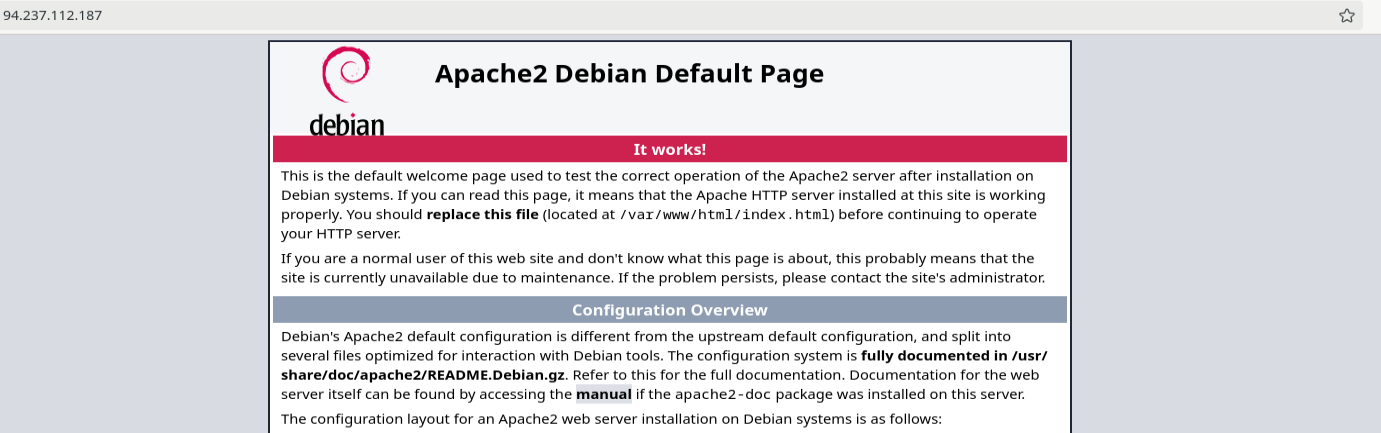 94.237.112.187
Apache2 Debian Default Page
debian
It works!
This is the default welcome page used to test the correct operation of the Apache2 server after installation on
Debian systems. If you can read this page, it means that the Apache HTTP server installed at this site is working
properly. You should replace this file (located at /var/www/html/index.html) before continuing to operate
your HTTP server.
If you are a normal user of this web site and don't know what this page is about, this probably means that the
site is currently unavailable due to maintenance. If the problem persists, please contact the site's administrator.
Configuration Overview
Debian's Apache2 default configuration is different from the upstream default configuration, and split into
several files optimized for interaction with Debian tools. The configuration system is fully documented in /usr/
share/doc/apache2/README.Debian.gz. Refer to this for the full documentation. Documentation for the web
server itself can be found by accessing the manual if the apache2-doc package was installed on this server.
The configuration layout for an Apache2 web server installation on Debian systems is as follows: